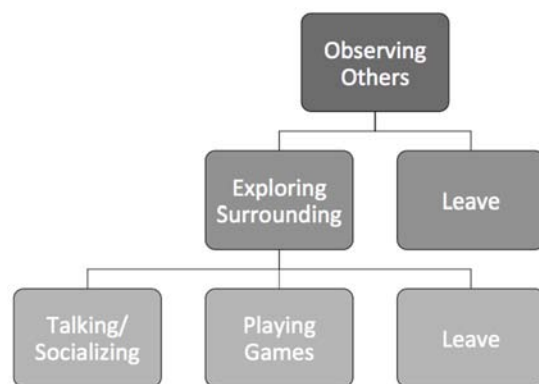 Observing
Others
Exploring
Surrounding
Leave
Talking/
Socializing
Playing
Games
Leave